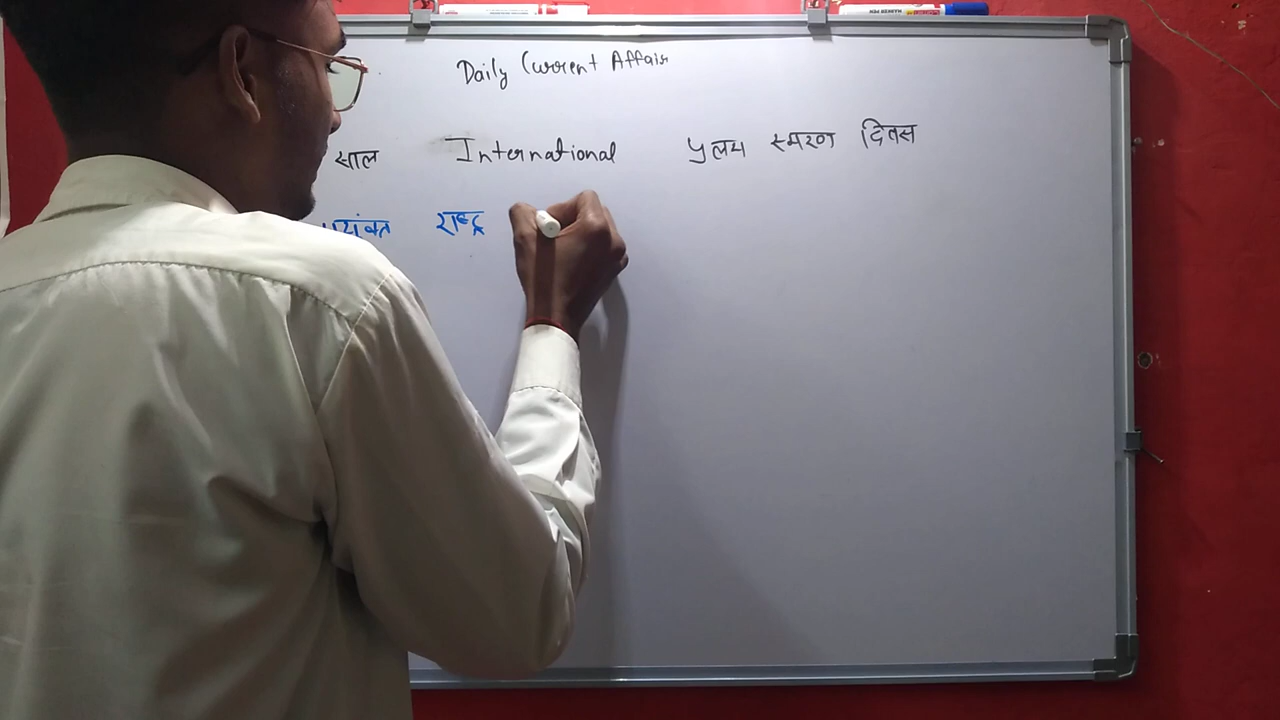 Daily Current Affair
साल International प्रलय स्मरण दिवस
राष्ट्र